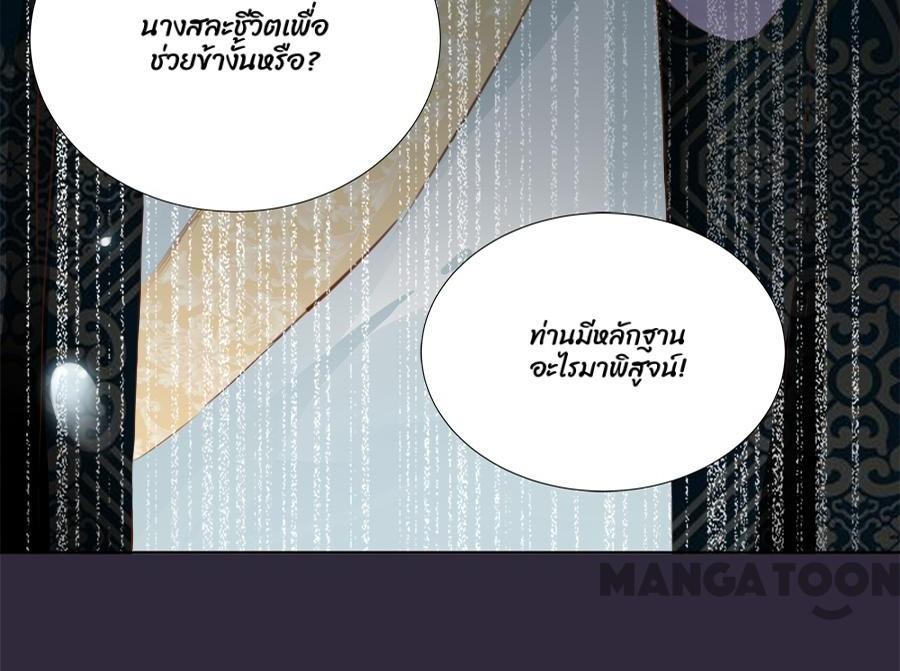 นางสละชีวิตเพื่อ
ช่วยข้างั้นหรือ?
ท่านมีหลักฐาน
อะไรมาพิสูจน์!
MANGATOON